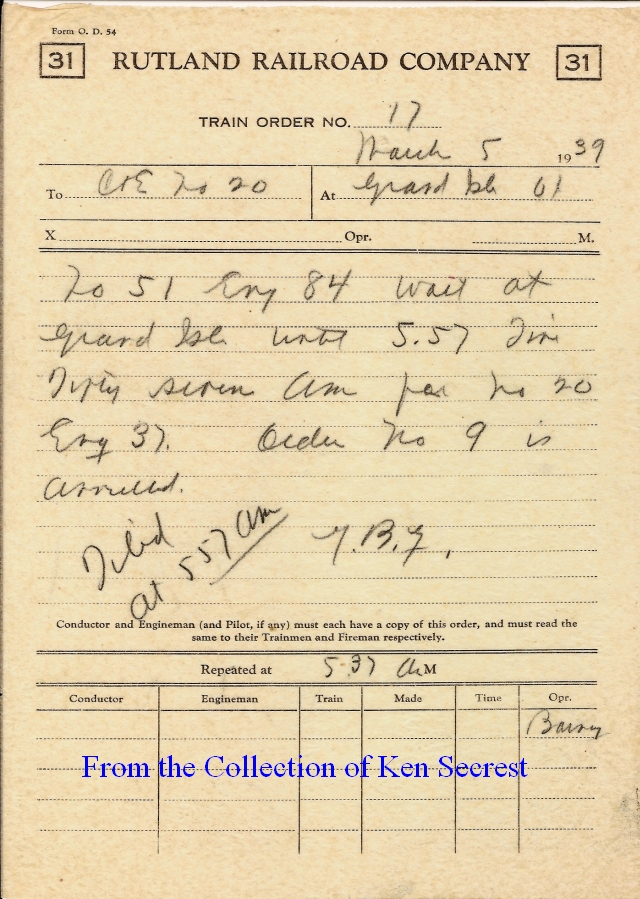 Form O. D. 54
31 RUTLAND RAILROAD COMPANY 31
TRAIN ORDER NO. 17
March 5 1939
To C&E No 20 At Grand Isle
X Opr. M.
No 51 Eng 84 wait at
Grand Isle until 5.57 Five
Fifty seven am for No 20
Eng 37. Order No 9 is
annulled.
Filed
at 557 am
B.
Conductor and Engineman (and Pilot, if any) must each have a copy of this order, and must read the
same to their Trainmen and Fireman respectively.
Repeated at 5 37 am M
Conductor Engineman Train Made Time Opr.
From the Collection of Ken Secrest